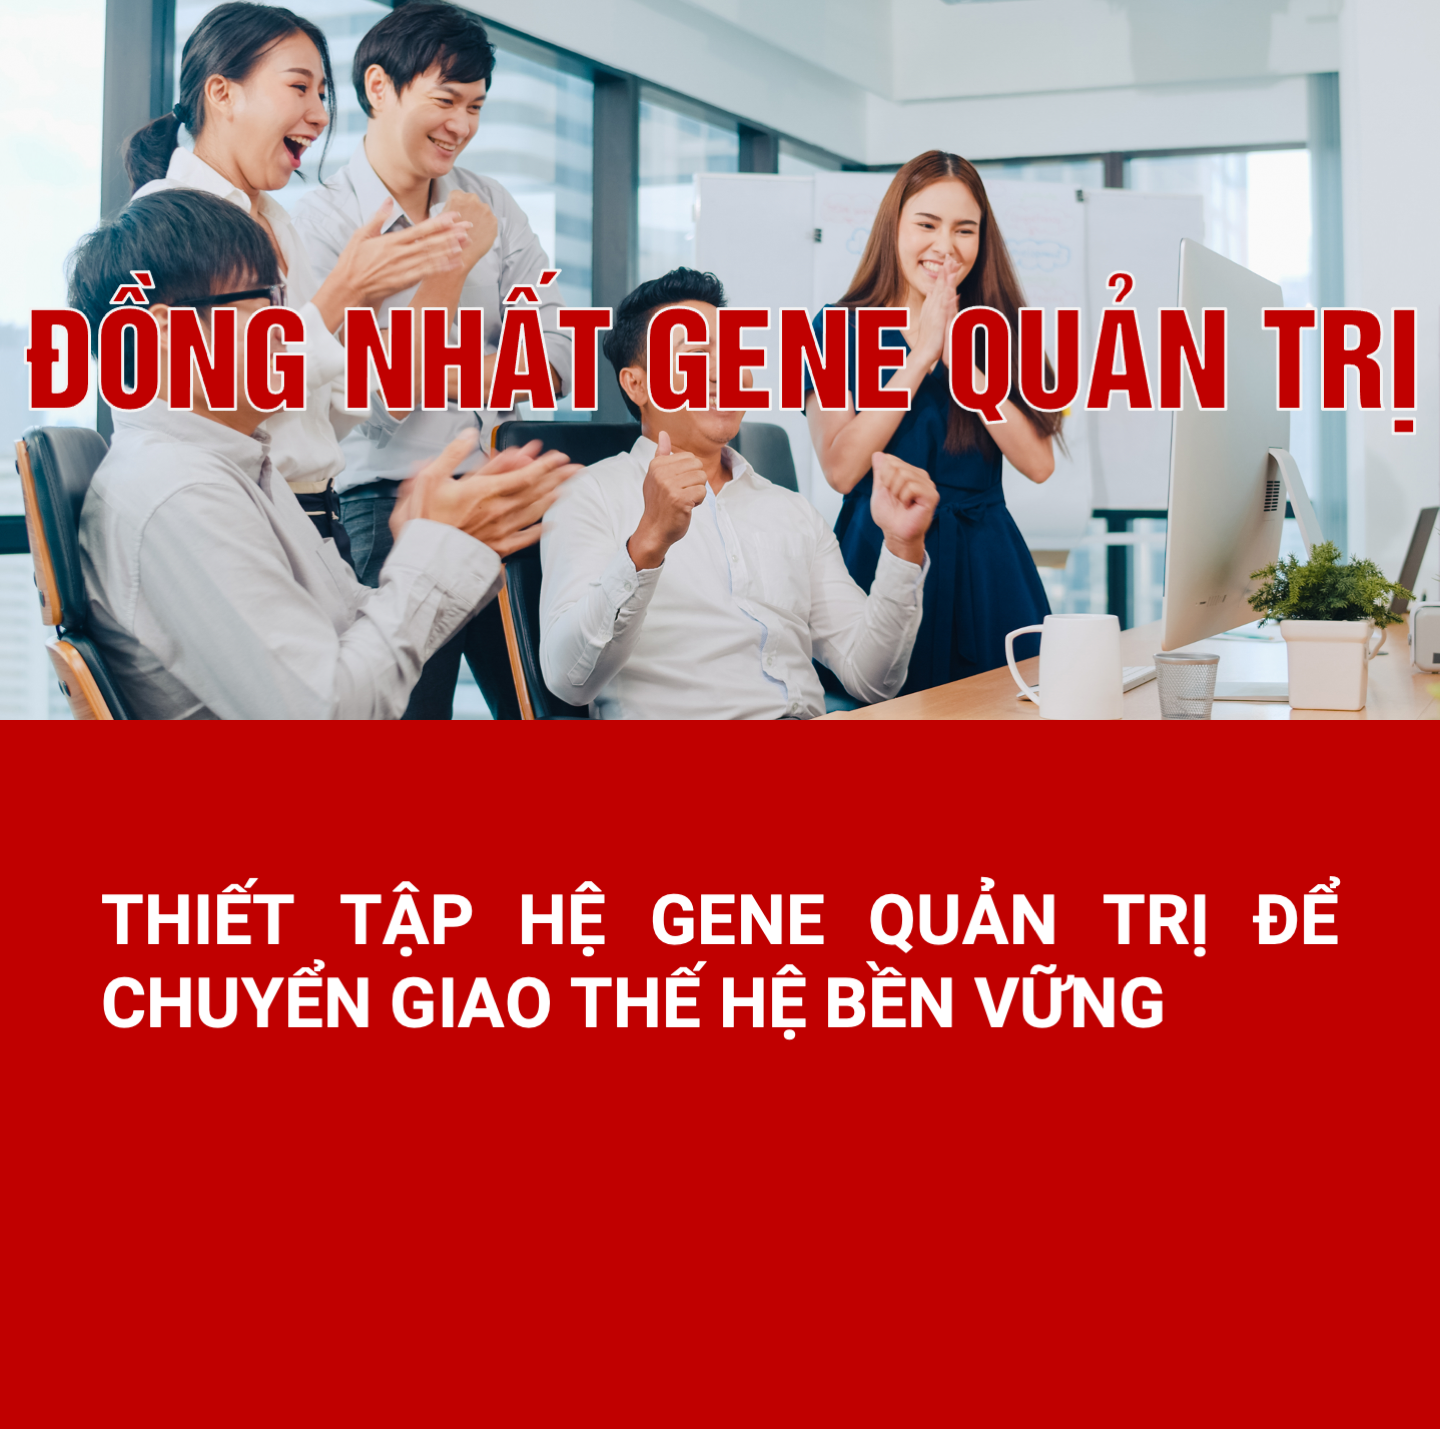 ĐỒNG NHẤT GENE QUẢN TRỊ
THIẾT TẬP HỆ GENE QUẢN TRỊ ĐỂ
CHUYỂN GIAO THẾ HỆ BỀN VỮNG